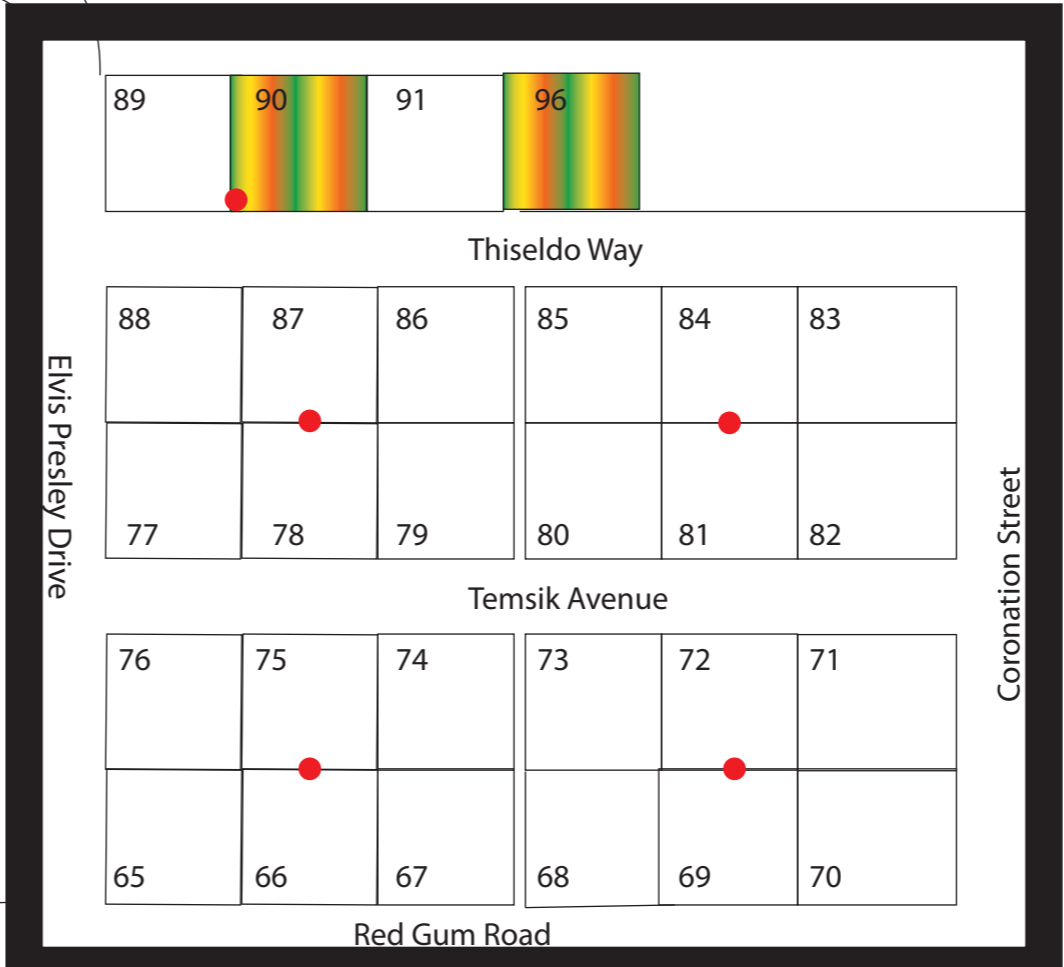 89 90 91 96
Thiseldo Way
88 87 86 85 84 83
Elvis Presley Drive
77 78 79 80 81 82
Coronation Street
Temsik Avenue
76 75 74 73 72 71
65 66 67 68 69 70
Red Gum Road